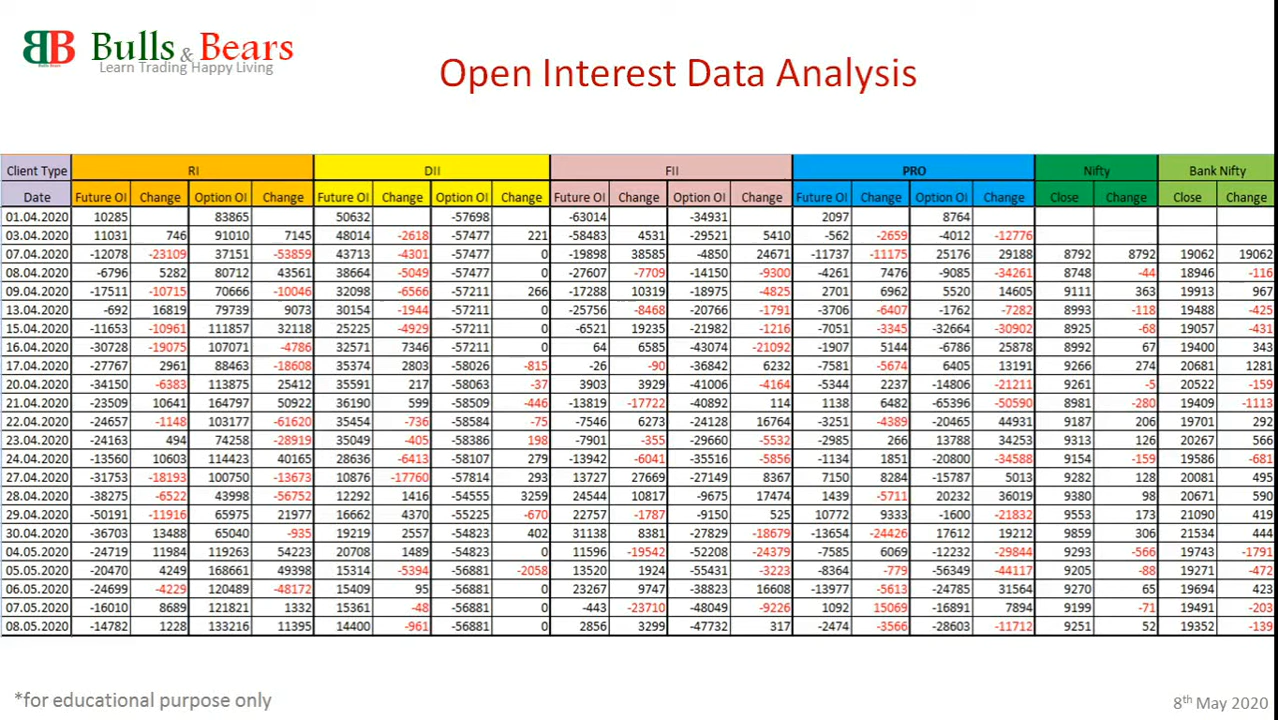 BB Bulls & Bears
Bulls Bears
Learn Trading Happy Living
Open Interest Data Analysis
Client Type RI DII FII PRO Nifty Bank Nifty
Date Future OI Change Option OI Change Future OI Change Option OI Change Future OI Change Option OI Change Future OI Change Option OI Change Close Change Close Change
01.04.2020 10285 83865 50632 -57698 -63014 -34931 2097 8764
03.04.2020 11031 746 91010 7145 48014 -2618 -57477 221 -58483 4531 -29521 5410 -562 -2659 -4012 -12776
07.04.2020 -12078 -23109 37151 -53859 43713 -4301 -57477 0 -19898 38585 -4850 24671 -11737 -11175 25176 29188 8792 8792 19062 19062
08.04.2020 -6796 5282 80712 43561 38664 -5049 -57477 0 -27607 -7709 -14150 -9300 -4261 7476 -9085 -34261 8748 -44 18946 -116
09.04.2020 -17511 -10715 70666 -10046 32098 -6566 -57211 266 -17288 10319 -18975 -4825 2701 6962 5520 14605 9111 363 19913 967
13.04.2020 -692 16819 79739 9073 30154 -1944 -57211 0 -25756 -8468 -20766 -1791 -3706 -6407 -1762 -7282 8993 -118 19488 -425
15.04.2020 -11653 -10961 111857 32118 25225 -4929 -57211 0 -6521 19235 -21982 -1216 -7051 -3345 -32664 -30902 8925 -68 19057 -431
16.04.2020 -30728 -19075 107071 -4786 32571 7346 -57211 0 64 6585 -43074 -21092 -1907 5144 -6786 25878 8992 67 19400 343
17.04.2020 -27767 2961 88463 -18608 35374 2803 -58026 -815 -26 -90 -36842 6232 -7581 -5674 6405 13191 9266 274 20681 1281
20.04.2020 -34150 -6383 113875 25412 35591 217 -58063 -37 3903 3929 -41006 -4164 -5344 2237 -14806 -21211 9261 -5 20522 -159
21.04.2020 -23509 10641 164797 50922 36190 599 -58509 -446 -13819 -17722 -40892 114 1138 6482 -65396 -50590 8981 -280 19409 -1113
22.04.2020 -24657 -1148 103177 -61620 35454 -736 -58584 -75 -7546 6273 -24128 16764 -3251 -4389 -20465 44931 9187 206 19701 292
23.04.2020 -24163 494 74258 -28919 35049 -405 -58386 198 -7901 -355 -29660 -5532 -2985 266 13788 34253 9313 126 20267 566
24.04.2020 -13560 10603 114423 40165 28636 -6413 -58107 279 -13942 -6041 -35516 -5856 -1134 1851 -20800 -34588 9154 -159 19586 -681
27.04.2020 -31753 -18193 100750 -13673 10876 -17760 -57814 293 13727 27669 -27149 8367 7150 8284 -15787 5013 9282 128 20081 495
28.04.2020 -38275 -6522 43998 -56752 12292 1416 -54555 3259 24544 10817 -9675 17474 1439 -5711 20232 36019 9380 98 20671 590
29.04.2020 -50191 -11916 65975 21977 16662 4370 -55225 -670 22757 -1787 -9150 525 10772 9333 -1600 -21832 9553 173 21090 419
30.04.2020 -36703 13488 65040 -935 19219 2557 -54823 402 31138 8381 -27829 -18679 -13654 -24426 17612 19212 9859 306 21534 444
04.05.2020 -24719 11984 119263 54223 20708 1489 -54823 0 11596 -19542 -52208 -24379 -7585 6069 -12232 -29844 9293 -566 19743 -1791
05.05.2020 -20470 4249 168661 49398 15314 -5394 -56881 -2058 13520 1924 -55431 -3223 -8364 -779 -56349 -44117 9205 -88 19271 -472
06.05.2020 -24699 -4229 120489 -48172 15409 95 -56881 0 23267 9747 -38823 16608 -13977 -5613 -24785 31564 9270 65 19694 423
07.05.2020 -16010 8689 121821 1332 15361 -48 -56881 0 -443 -23710 -48049 -9226 1092 15069 -16891 7894 9199 -71 19491 -203
08.05.2020 -14782 1228 133216 11395 14400 -961 -56881 0 2856 3299 -47732 317 -2474 -3566 -28603 -11712 9251 52 19352 -139
*for educational purpose only
8th May 2020